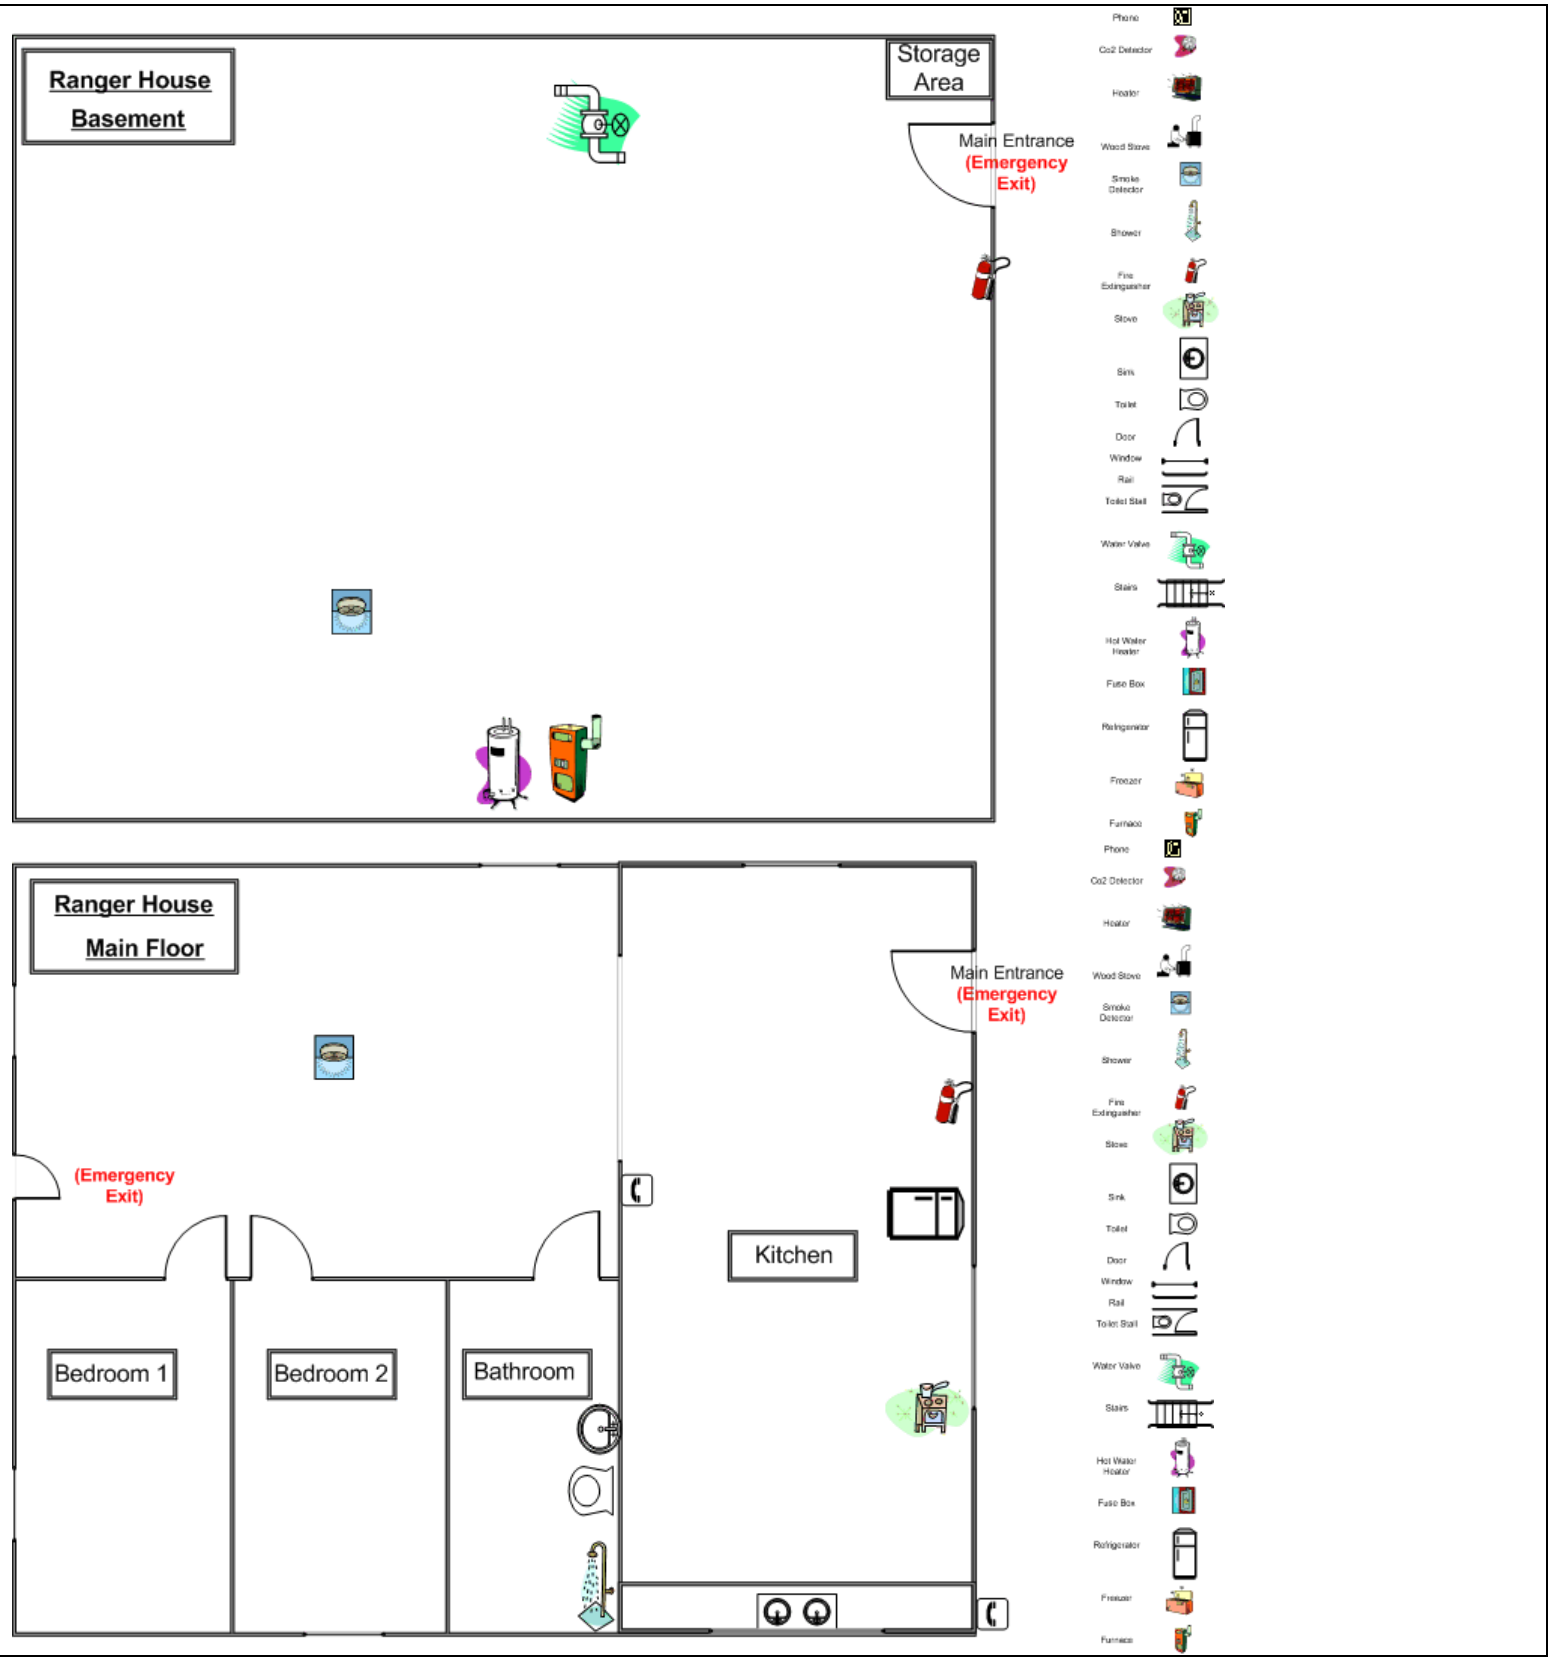 Ranger House
Basement
Storage
Area
Main Entrance
(Emergency
Exit)
Phone
Co2 Detector
Heater
Wood Stove
Smoke
Detector
Shower
Fire
Extinguisher
Stove
Sink
Toilet
Door
Window
Rail
Toilet Stall
Water Valve
Stairs
Hot Water
Heater
Fuse Box
Refrigerator
Freezer
Furnace
Ranger House
Main Floor
Main Entrance
(Emergency
Exit)
(Emergency
Exit)
Kitchen
Bedroom 1
Bedroom 2
Bathroom
Phone
Co2 Detector
Heater
Wood Stove
Smoke
Detector
Shower
Fire
Extinguisher
Stove
Sink
Toilet
Door
Window
Rail
Toilet Stall
Water Valve
Stairs
Hot Water
Heater
Fuse Box
Refrigerator
Freezer
Furnace